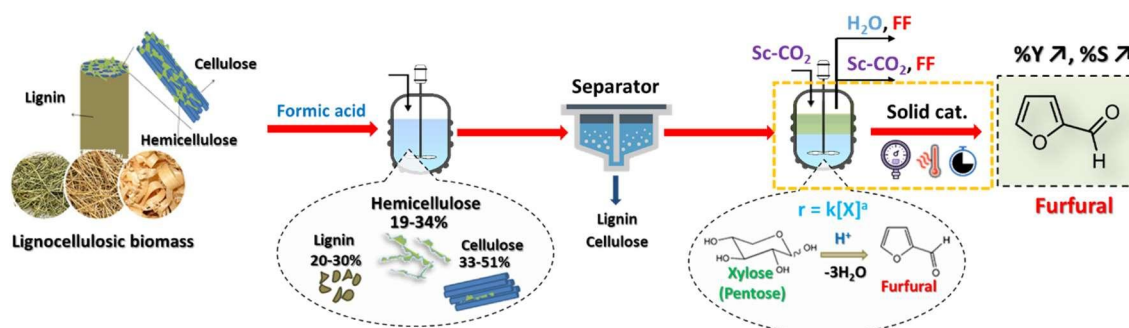 Lignin
Cellulose
Hemicellulose
Lignocellulosic biomass
Formic acid
Hemicellulose
19-34%
Lignin
20-30%
Cellulose
33-51%
Separator
Lignin
Cellulose
Sc-CO2
H2O, FF
Sc-CO2, FF
Solid cat.
r = k[X]ᵃ
HO
O
OH
HO
OH
OH
Xylose
(Pentose)
H⁺
-3H2O
O
O
H
Furfural
%Y ↗, %S ↗
O
O
H
Furfural